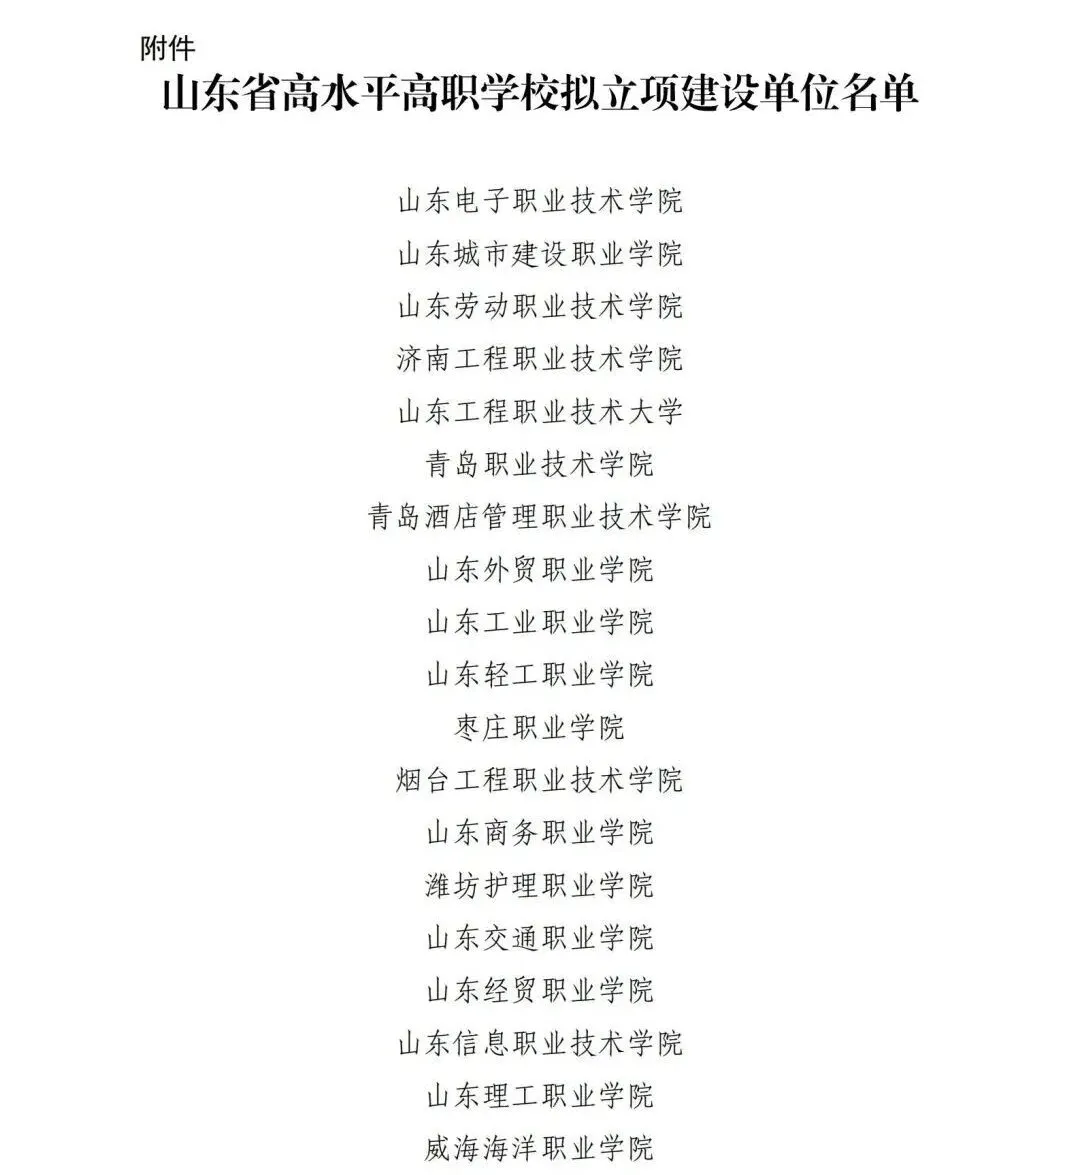 附件
山东省高水平高职学校拟立项建设单位名单
山东电子职业技术学院
山东城市建设职业学院
山东劳动职业技术学院
济南工程职业技术学院
山东工程职业技术大学
青岛职业技术学院
青岛酒店管理职业技术学院
山东外贸职业学院
山东工业职业学院
山东轻工职业学院
枣庄职业学院
烟台工程职业技术学院
山东商务职业学院
潍坊护理职业学院
山东交通职业学院
山东经贸职业学院
山东信息职业技术学院
山东理工职业学院
威海海洋职业学院